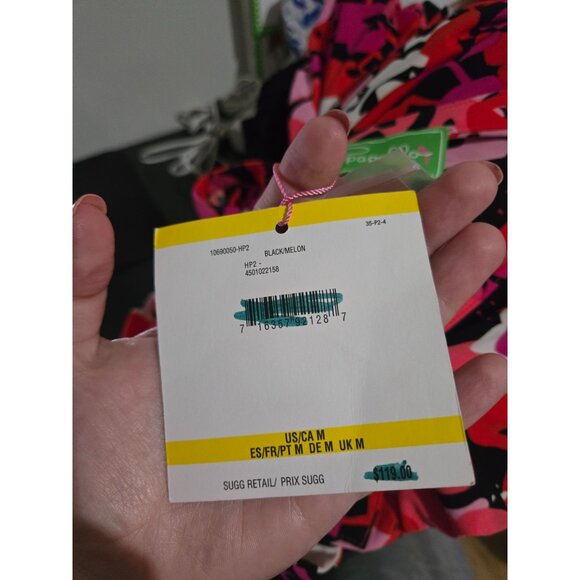 10690050-HP2 BLACK/MELON 35-P2-4
HP2 -
4501022158
7 16367 92128 7
US/CA M
ES/FR/PT M DE M UK M
SUGG RETAIL/ PRIX SUGG $119.00